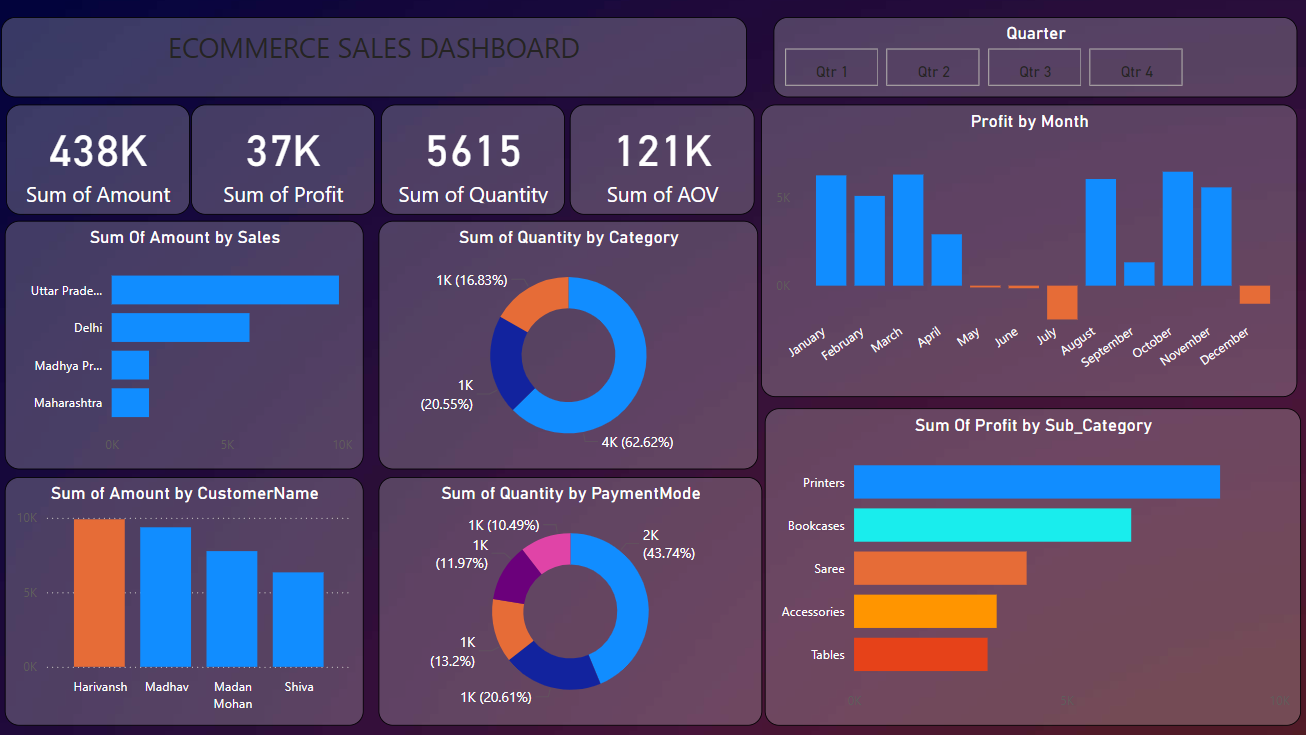 ECOMMERCE SALES DASHBOARD
Quarter
Qtr 1
Qtr 2
Qtr 3
Qtr 4
438K
Sum of Amount
37K
Sum of Profit
5615
Sum of Quantity
121K
Sum of AOV
Profit by Month
5K
0K
January
February
March
April
May
June
July
August
September
October
November
December
Sum Of Amount by Sales
Uttar Prade...
Delhi
Madhya Pr...
Maharashtra
0K
5K
10K
Sum of Quantity by Category
1K (16.83%)
1K
(20.55%)
4K (62.62%)
Sum Of Profit by Sub_Category
Printers
Bookcases
Saree
Accessories
Tables
0K
5K
10K
Sum of Amount by CustomerName
10K
5K
0K
Harivansh
Madhav
Madan
Mohan
Shiva
Sum of Quantity by PaymentMode
1K (10.49%)
1K
(11.97%)
1K
(13.2%)
1K (20.61%)
2K
(43.74%)